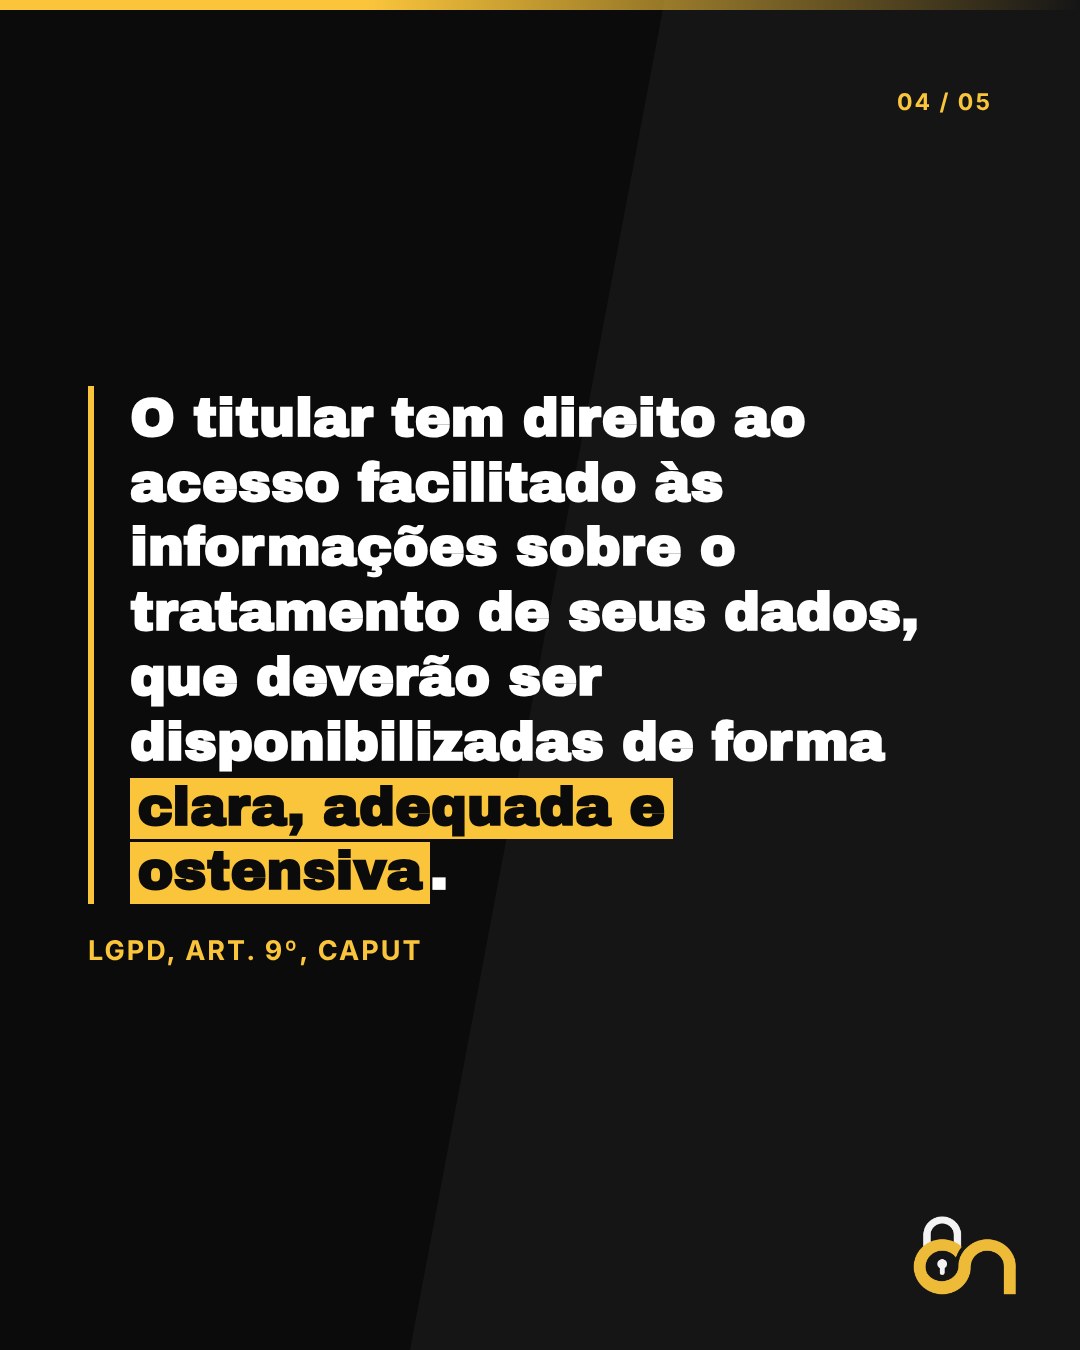 04 / 05
O titular tem direito ao
acesso facilitado às
informações sobre o
tratamento de seus dados,
que deverão ser
disponibilizadas de forma
clara, adequada e
ostensiva.
LGPD, ART. 9º, CAPUT
on